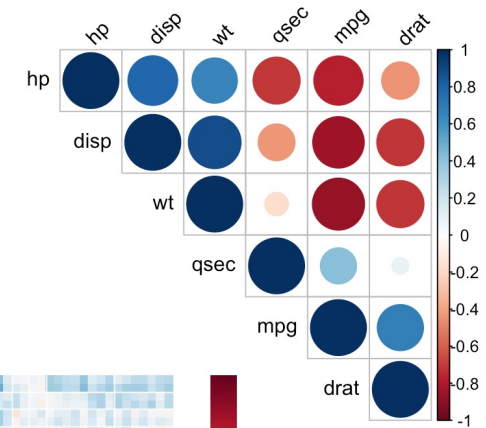 hp disp wt qsec mpg drat
hp
disp
wt
qsec
mpg
drat
1
0.8
0.6
0.4
0.2
0
-0.2
-0.4
-0.6
-0.8
-1